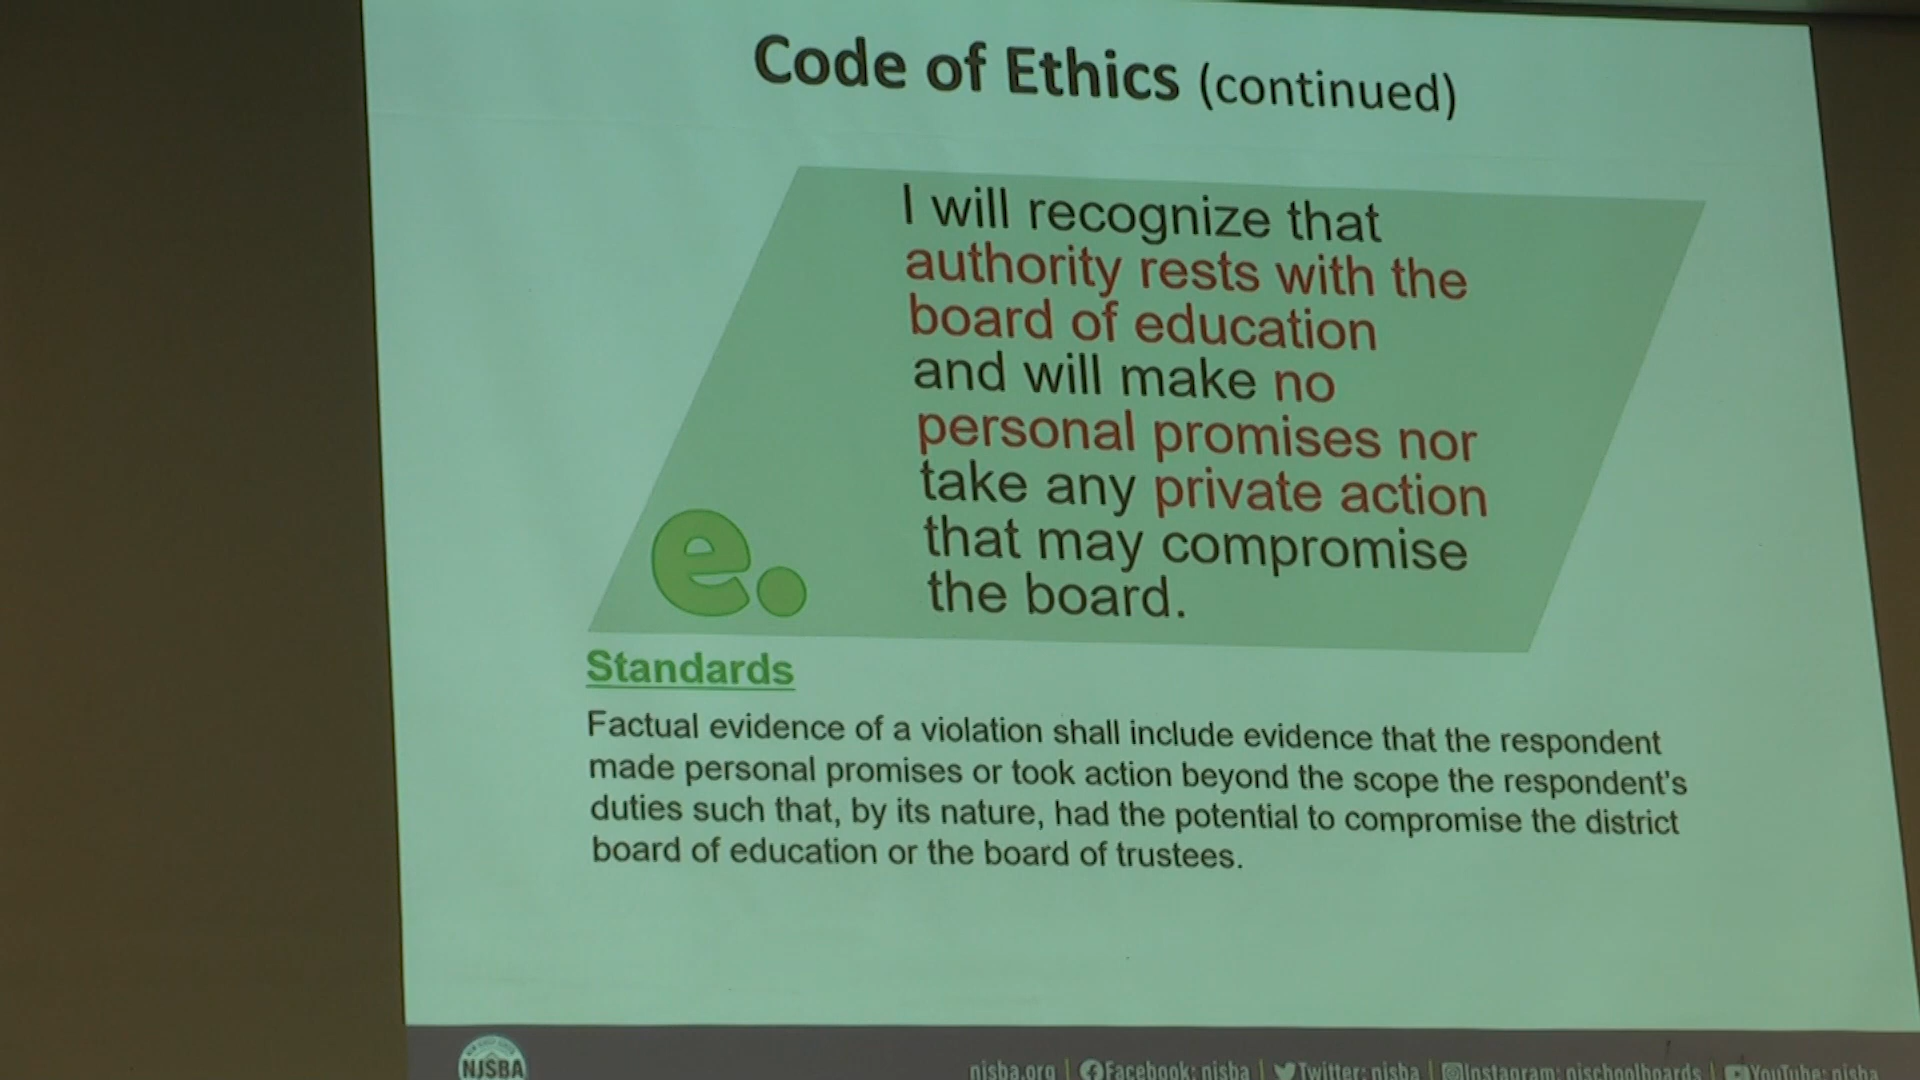 Code of Ethics (continued)
I will recognize that
authority rests with the
board of education
and will make no
personal promises nor
take any private action
that may compromise
the board.
e.
Standards
Factual evidence of a violation shall include evidence that the respondent
made personal promises or took action beyond the scope the respondent's
duties such that, by its nature, had the potential to compromise the district
board of education or the board of trustees.
NJSBA
njsba.org | Facebook: njsba | Twitter: njsba | Instagram: njschoolboards | YouTube: njsba